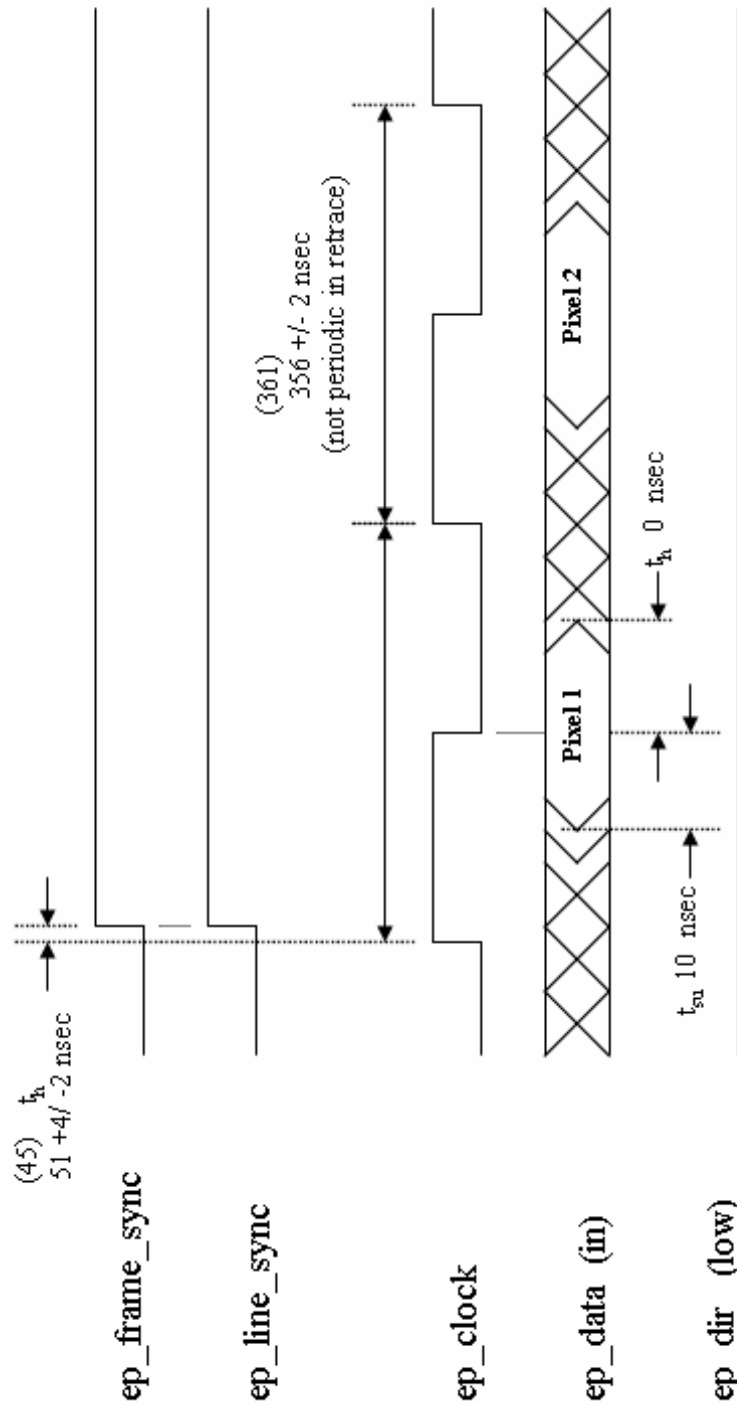 (45) t_h
51 +4/ -2 nsec
ep_frame_sync
ep_line_sync
(361)
356 +/- 2 nsec
(not periodic in retrace)
ep_clock
ep_data (in)
Pixel 1
Pixel 2
t_su 10 nsec
t_h 0 nsec
ep_dir (low)